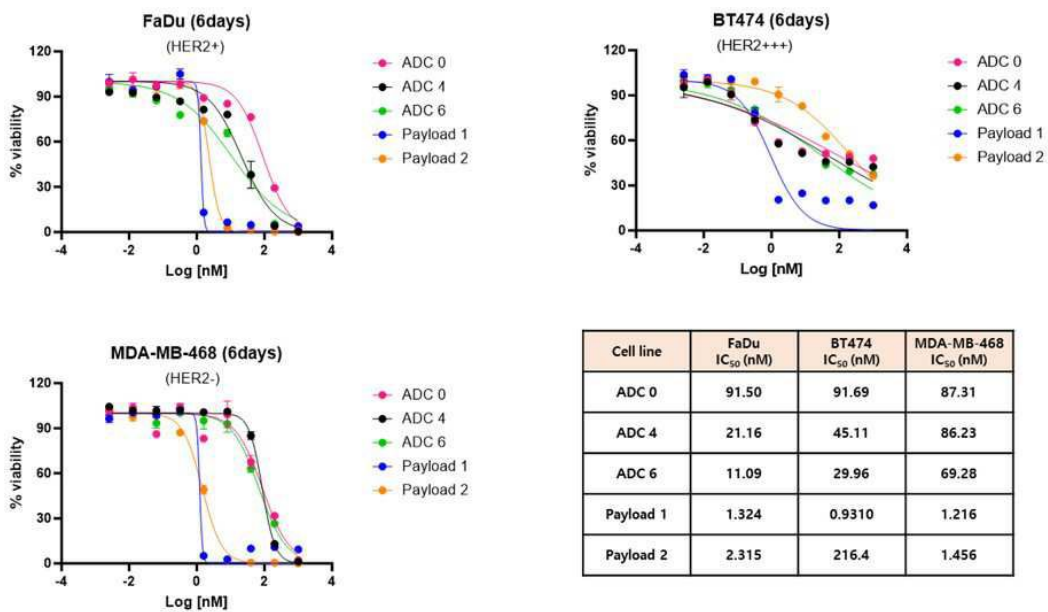 FaDu (6days)
(HER2+)
120
90
60
30
0
% viability
-4
-2
0
2
4
Log [nM]
ADC 0
ADC 4
ADC 6
Payload 1
Payload 2
BT474 (6days)
(HER2+++)
120
90
60
30
0
% viability
-4
-2
0
2
4
Log [nM]
ADC 0
ADC 4
ADC 6
Payload 1
Payload 2
MDA-MB-468 (6days)
(HER2-)
120
90
60
30
0
% viability
-4
-2
0
2
4
Log [nM]
ADC 0
ADC 4
ADC 6
Payload 1
Payload 2
Cell line FaDu IC50 (nM) BT474 IC50 (nM) MDA-MB-468 IC50 (nM)
ADC 0 91.50 91.69 87.31
ADC 4 21.16 45.11 86.23
ADC 6 11.09 29.96 69.28
Payload 1 1.324 0.9310 1.216
Payload 2 2.315 216.4 1.456